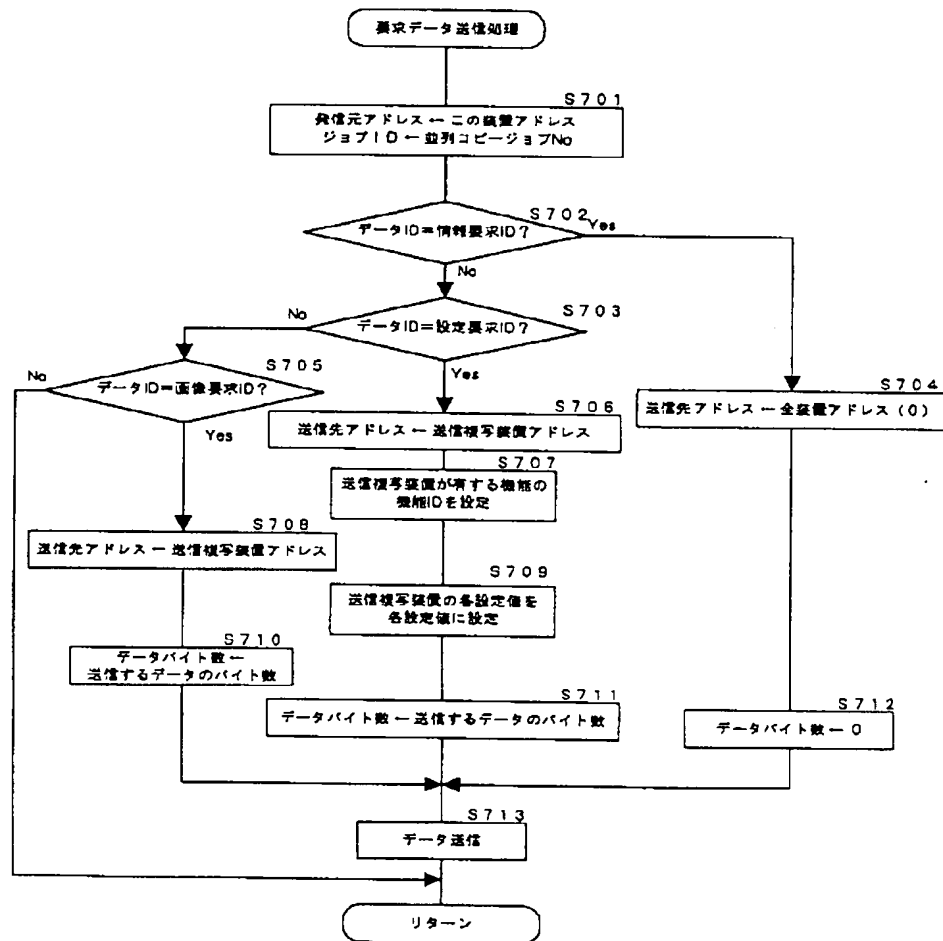 要求データ送信処理
S701
発信元アドレス←この装置アドレス
ジョブID←並列コピージョブNo
S702
データID=情報要求ID?
Yes
No
S703
データID=設定要求ID?
No
Yes
S705
データID=画像要求ID?
No
Yes
S704
送信先アドレス←全装置アドレス(0)
S706
送信先アドレス←送信複写装置アドレス
S707
送信複写装置が有する機能の
機能IDを設定
S708
送信先アドレス←送信複写装置アドレス
S709
送信複写装置の各設定値を
各設定値に設定
S710
データバイト数←
送信するデータのバイト数
S711
データバイト数←送信するデータのバイト数
S712
データバイト数←0
S713
データ送信
リターン